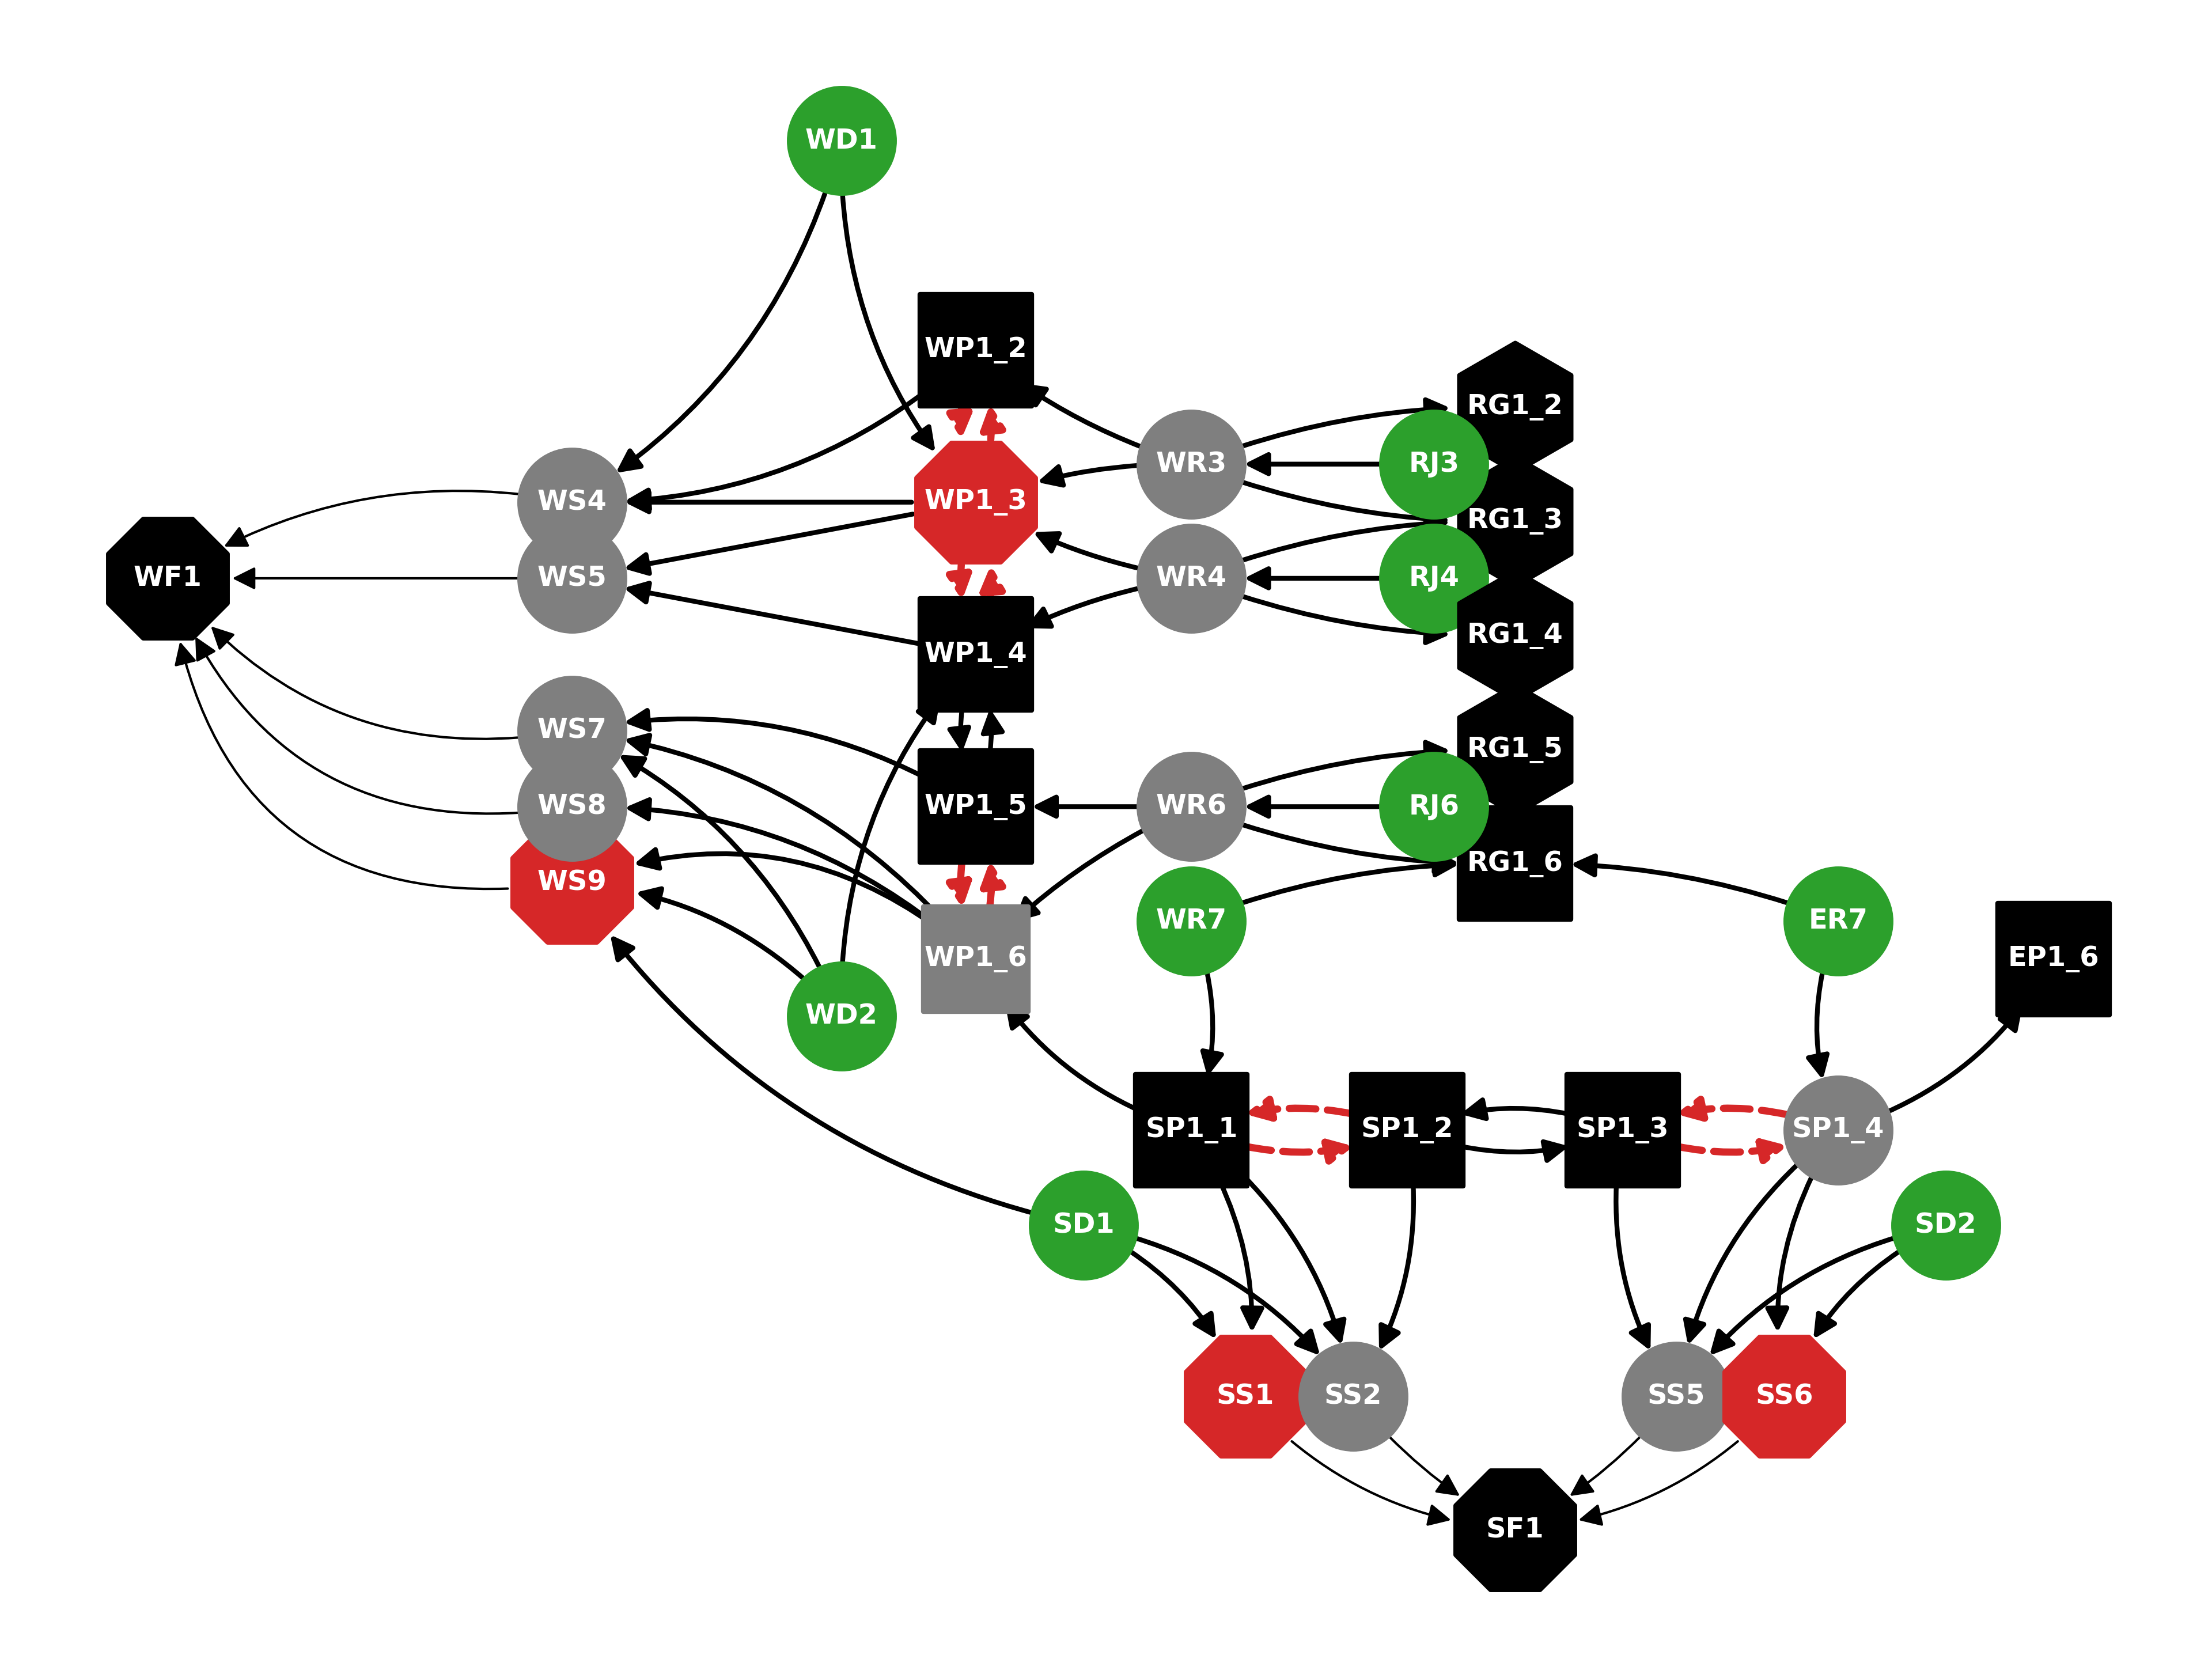 WD1
WP1_2
RG1_2
WR3
RJ3
WS4
WP1_3
RG1_3
WF1
WS5
WR4
RJ4
RG1_4
WP1_4
WS7
RG1_5
WS8
WP1_5
WR6
RJ6
RG1_6
WS9
WR7
ER7
WP1_6
EP1_6
WD2
SP1_1
SP1_2
SP1_3
SP1_4
SD1
SD2
SS1
SS2
SS5
SS6
SF1